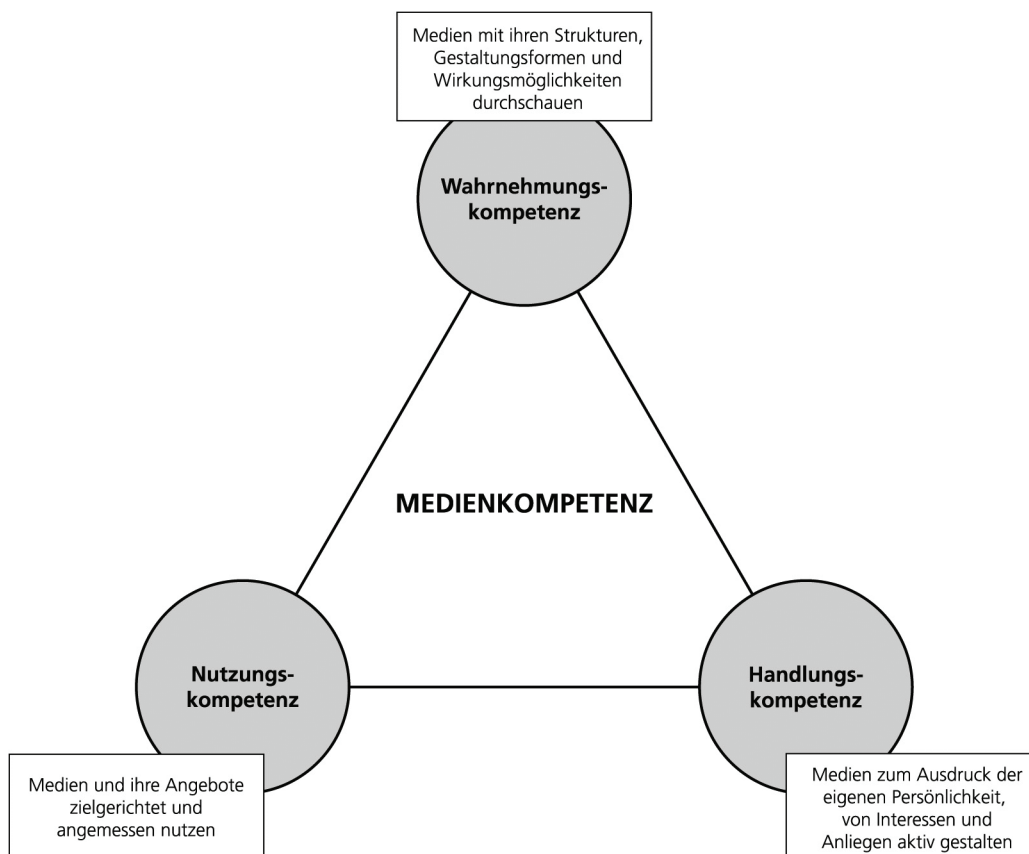 Medien mit ihren Strukturen,
Gestaltungsformen und
Wirkungsmöglichkeiten
durchschauen
Wahrnehmungs-
kompetenz
MEDIENKOMPETENZ
Nutzungs-
kompetenz
Medien und ihre Angebote
zielgerichtet und
angemessen nutzen
Handlungs-
kompetenz
Medien zum Ausdruck der
eigenen Persönlichkeit,
von Interessen und
Anliegen aktiv gestalten